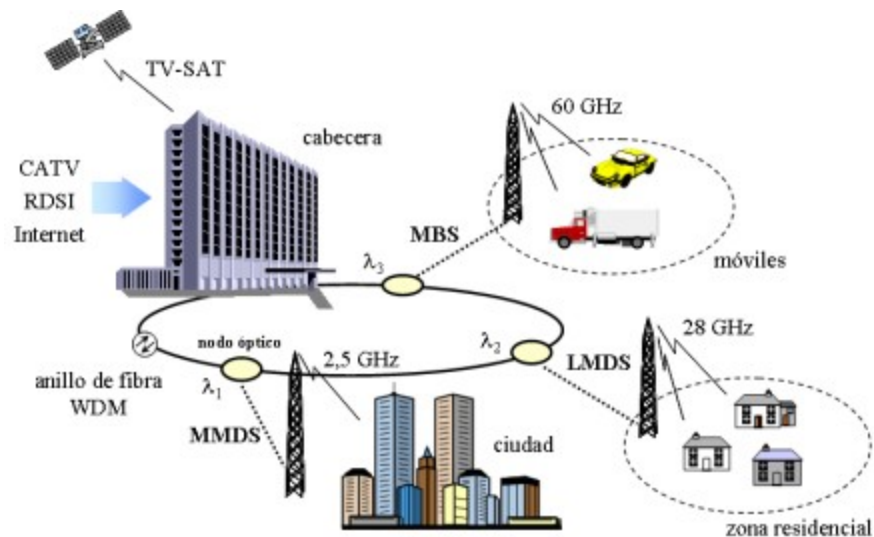 TV-SAT
cabecera
CATV
RDSI
Internet
60 GHz
MBS
móviles
λ3
nodo óptico
λ2
28 GHz
2,5 GHz
LMDS
anillo de fibra
WDM
λ1
MMDS
ciudad
zona residencial